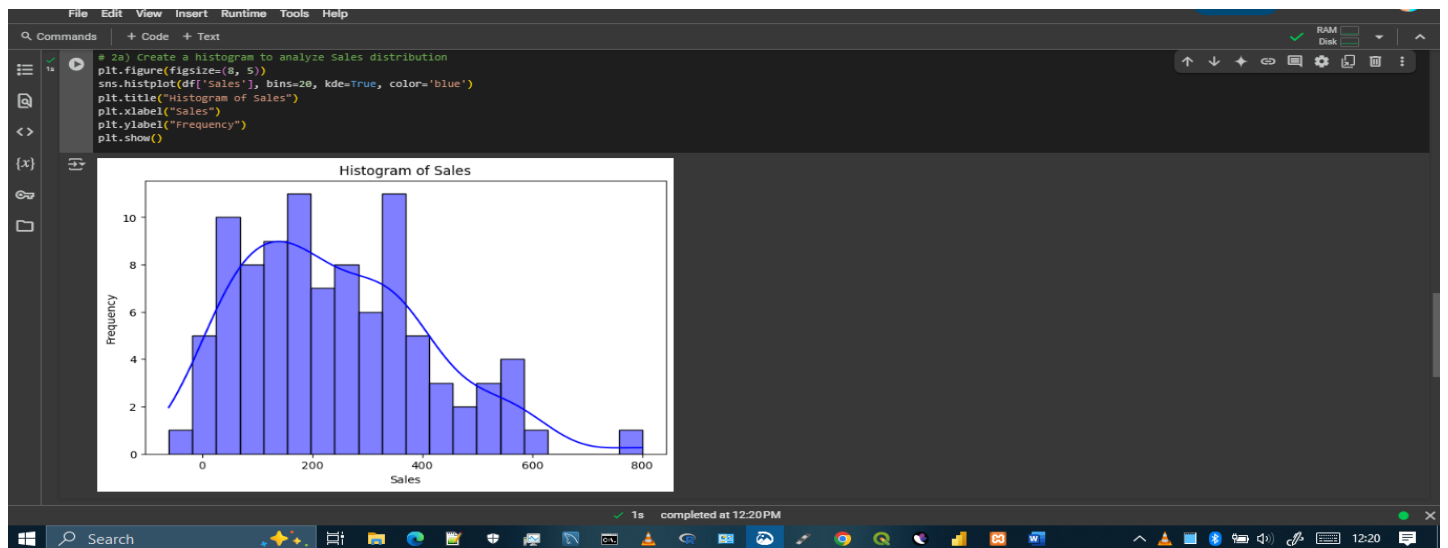 File Edit View Insert Runtime Tools Help
Commands + Code + Text
RAM
Disk
1s
# 2a) Create a histogram to analyze Sales distribution
plt.figure(figsize=(8, 5))
sns.histplot(df['Sales'], bins=20, kde=True, color='blue')
plt.title("Histogram of Sales")
plt.xlabel("Sales")
plt.ylabel("Frequency")
plt.show()
{x}
Histogram of Sales
10
8
6
4
2
0
Frequency
0 200 400 600 800
Sales
1s completed at 12:20 PM
Search
12:20